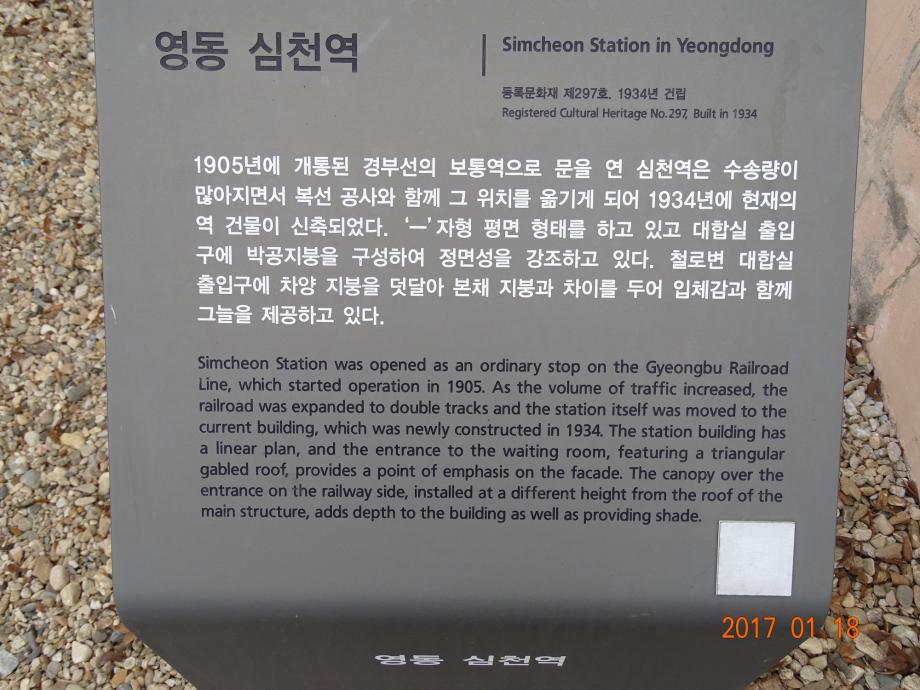 영동 심천역
Simcheon Station in Yeongdong
등록문화재 제297호. 1934년 건립
Registered Cultural Heritage No.297, Built in 1934
1905년에 개통된 경부선의 보통역으로 문을 연 심천역은 수송량이
많아지면서 복선 공사와 함께 그 위치를 옮기게 되어 1934년에 현재의
역 건물이 신축되었다. ‘ㅡ’자형 평면 형태를 하고 있고 대합실 출입
구에 박공지붕을 구성하여 정면성을 강조하고 있다. 철로변 대합실
출입구에 차양 지붕을 덧달아 본채 지붕과 차이를 두어 입체감과 함께
그늘을 제공하고 있다.
Simcheon Station was opened as an ordinary stop on the Gyeongbu Railroad
Line, which started operation in 1905. As the volume of traffic increased, the
railroad was expanded to double tracks and the station itself was moved to the
current building, which was newly constructed in 1934. The station building has
a linear plan, and the entrance to the waiting room, featuring a triangular
gabled roof, provides a point of emphasis on the facade. The canopy over the
entrance on the railway side, installed at a different height from the roof of the
main structure, adds depth to the building as well as providing shade.
2017 01 18
영동 심천역